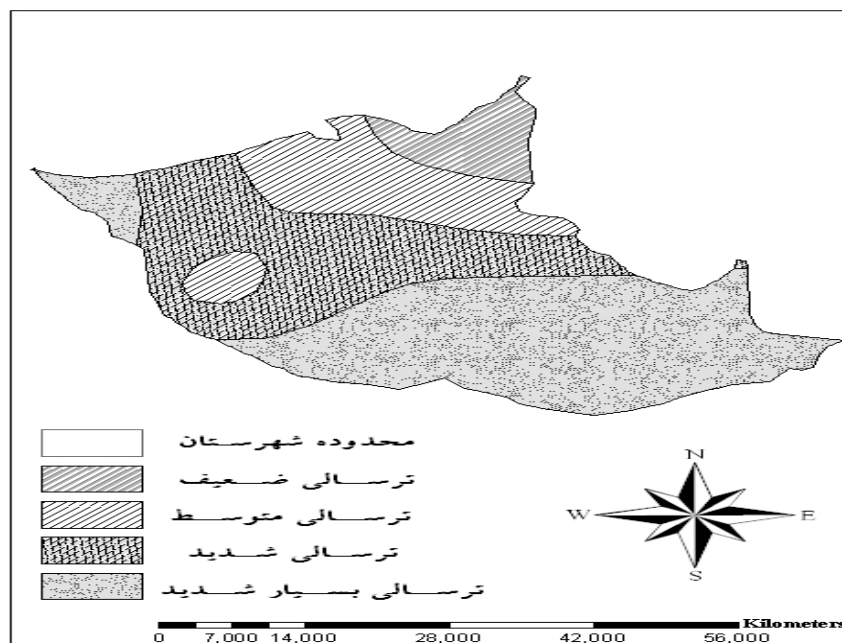 محدوده شهرستان
ترسالی ضعیف
ترسالی متوسط
ترسالی شدید
ترسالی بسیار شدید
N
W E
S
Kilometers
0 7,000 14,000 28,000 42,000 56,000